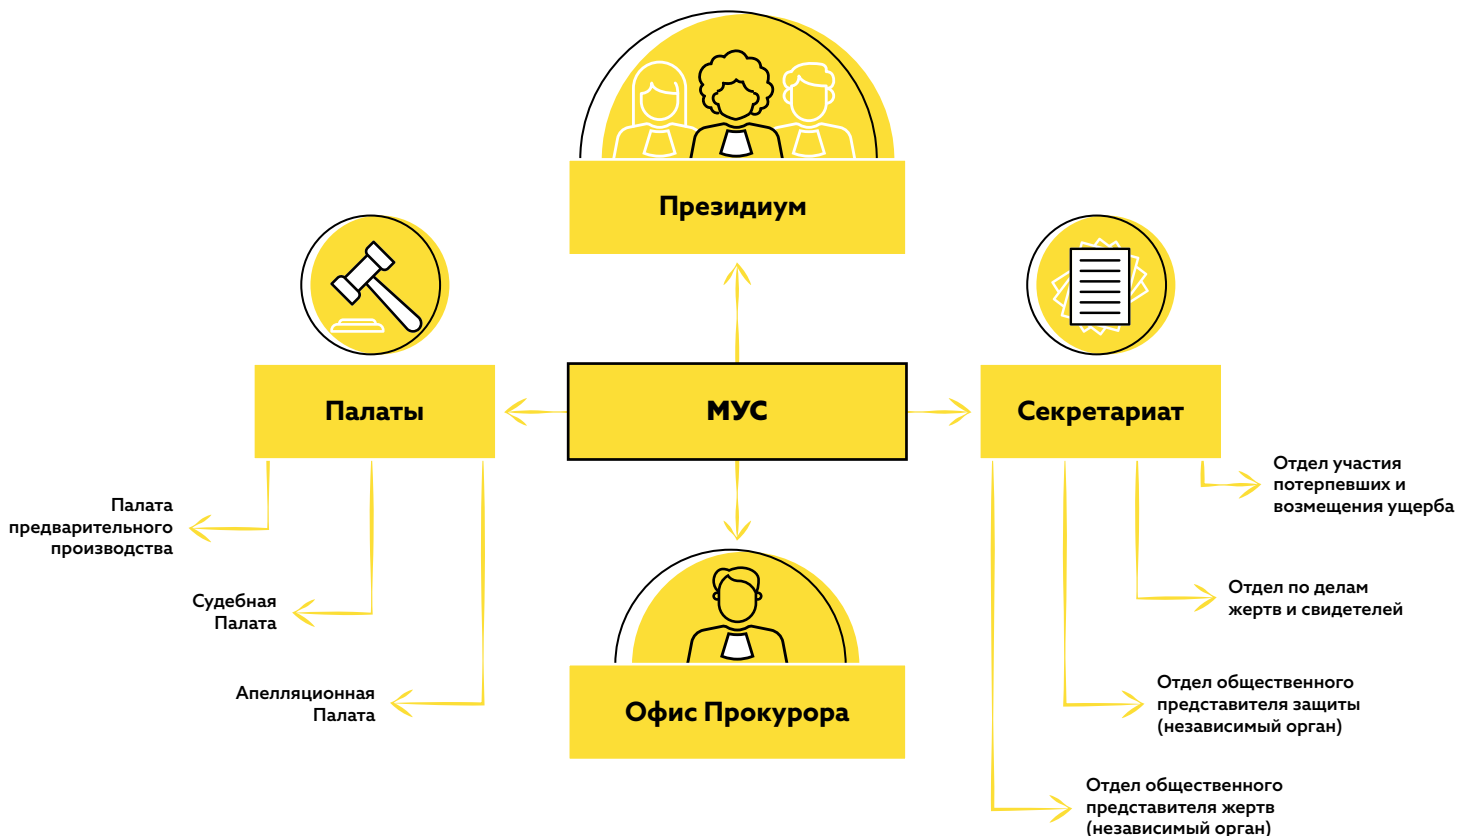 Президиум
Палаты
МУС
Секретариат
Палата
предварительного
производства
Судебная
Палата
Апелляционная
Палата
Офис Прокурора
Отдел участия
потерпевших и
возмещения ущерба
Отдел по делам
жертв и свидетелей
Отдел общественного
представителя защиты
(независимый орган)
Отдел общественного
представителя жертв
(независимый орган)